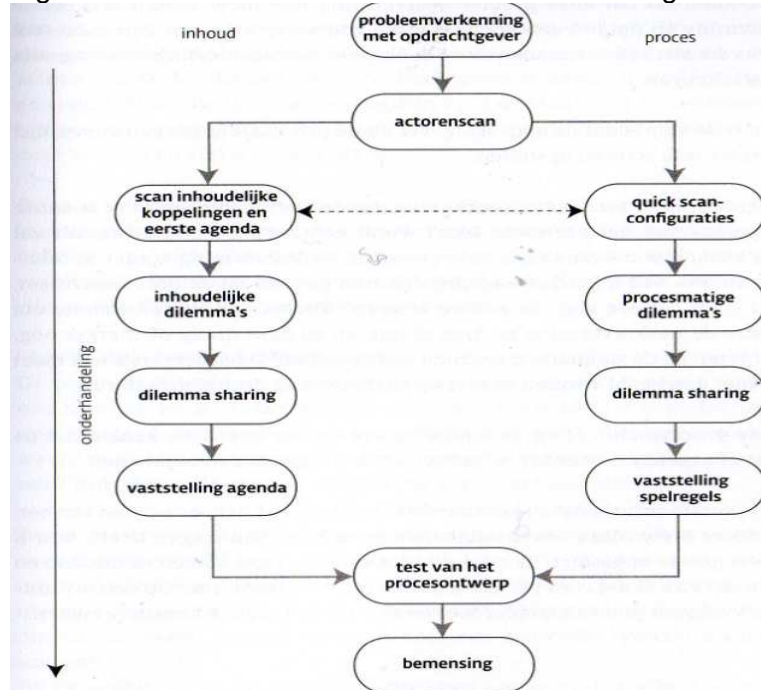 inhoud
proces
probleemverkenning
met opdrachtgever
actorenscan
scan inhoudelijke
koppelingen en
eerste agenda
quick scan-
configuraties
inhoudelijke
dilemma's
procesmatige
dilemma's
onderhandeling
dilemma sharing
dilemma sharing
vaststelling agenda
vaststelling
spelregels
test van het
procesontwerp
bemensing